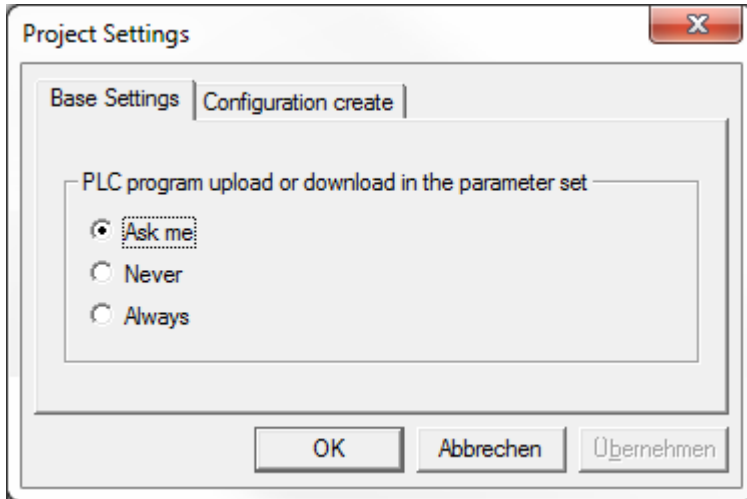 Project Settings
Base Settings
Configuration create
PLC program upload or download in the parameter set
Ask me
Never
Always
OK
Abbrechen
Übernehmen